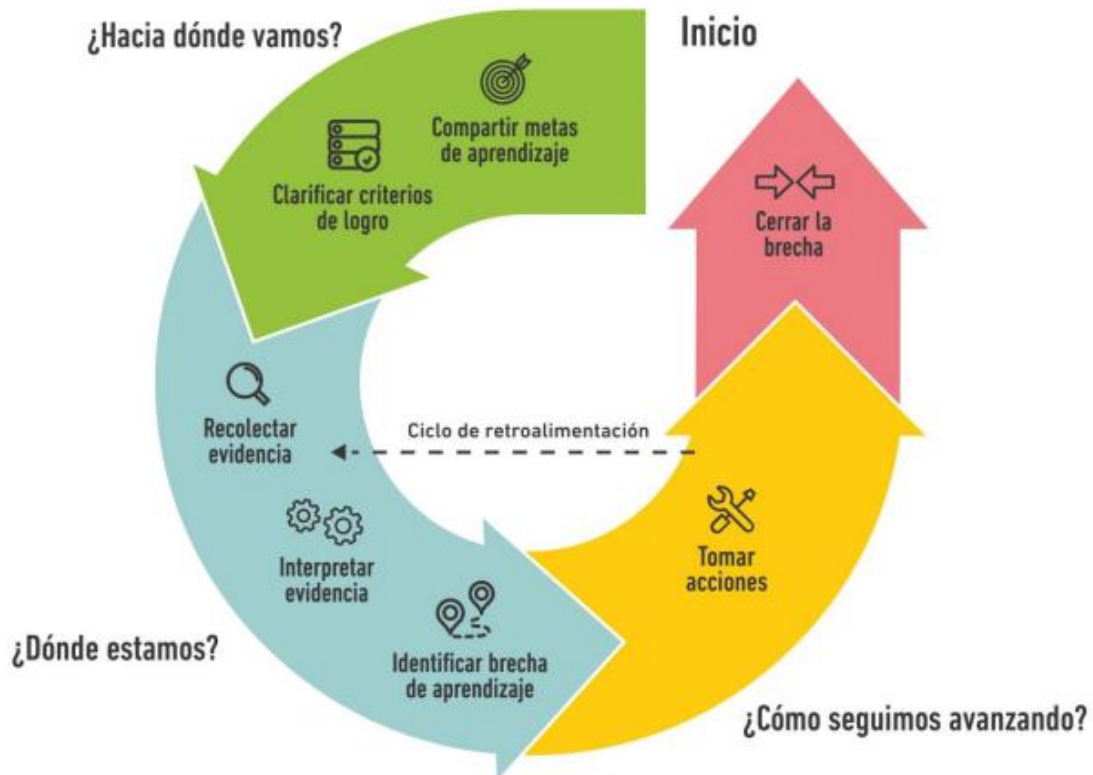 Inicio
¿Hacia dónde vamos?
Compartir metas
de aprendizaje
Clarificar criterios
de logro
Recolectar
evidencia
Interpretar
evidencia
Identificar brecha
de aprendizaje
¿Dónde estamos?
Ciclo de retroalimentación
Tomar
acciones
¿Cómo seguimos avanzando?
Cerrar la
brecha